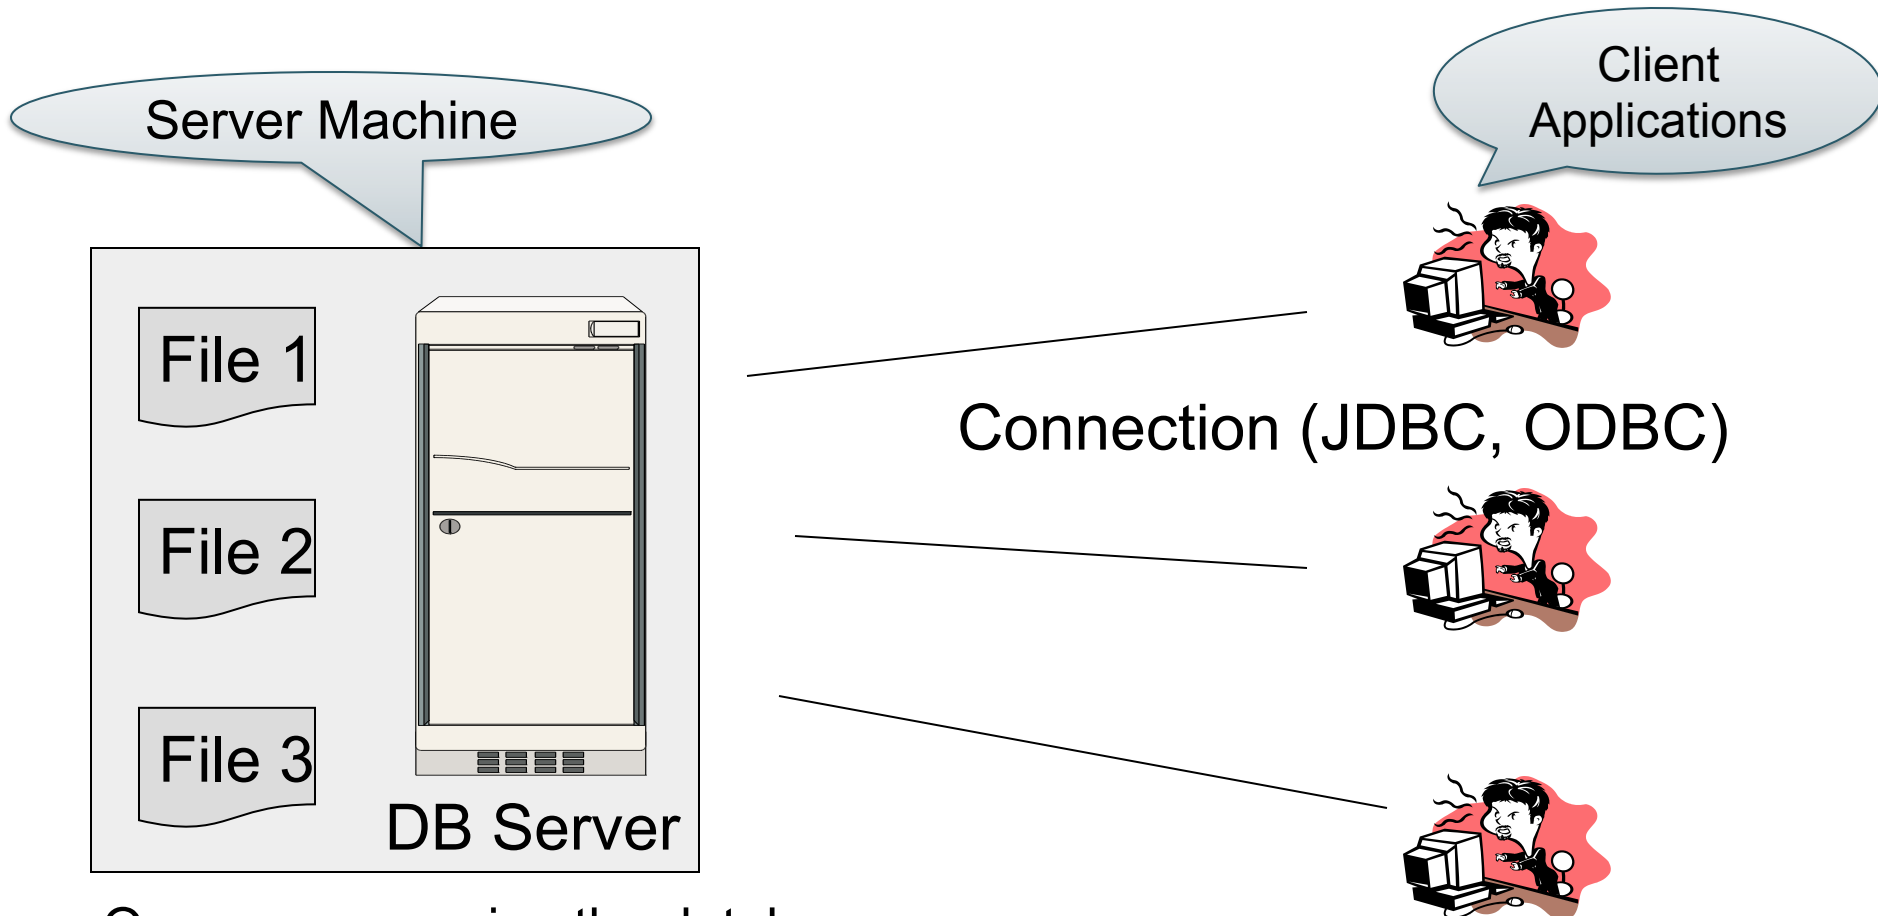 Server Machine
Client
Applications
File 1
File 2
File 3
DB Server
Connection (JDBC, ODBC)